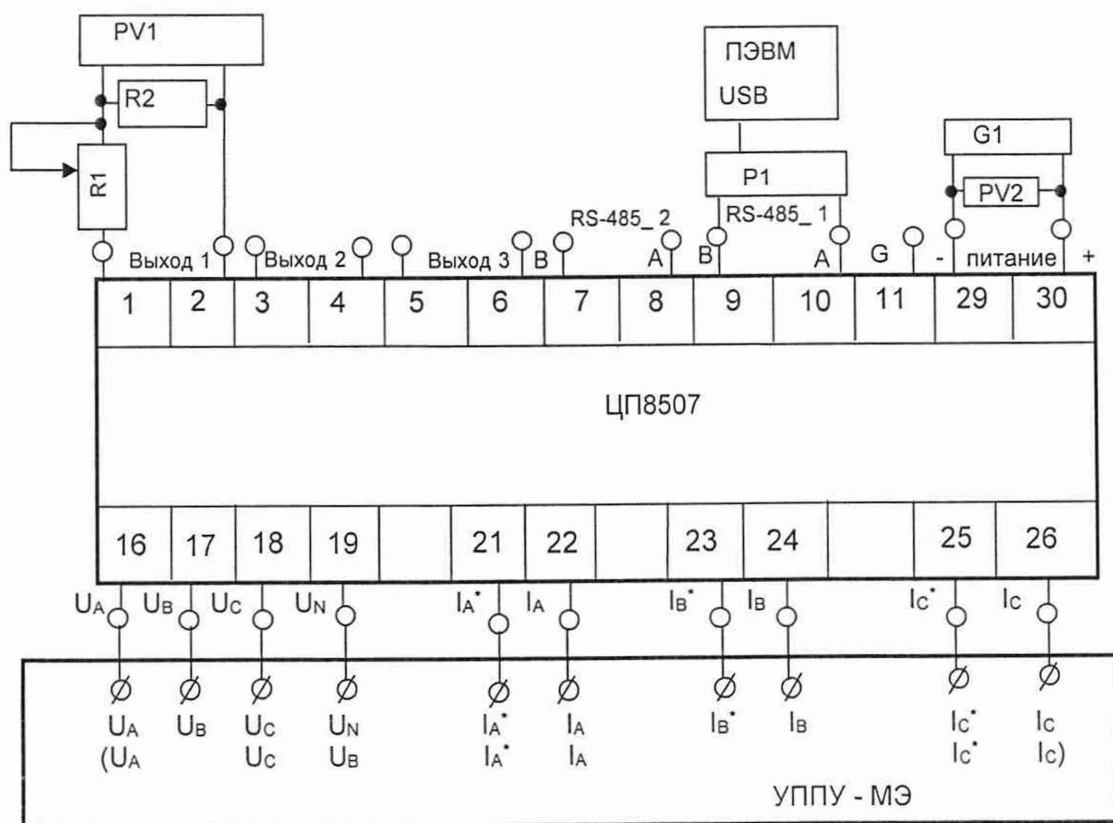 PV1
R2
R1
ПЭВМ
USB
P1
G1
PV2
RS-485_ 2
RS-485_ 1
Выход 1
Выход 2
Выход 3
B
A
B
A
G
-
питание
+
1 2 3 4 5 6 7 8 9 10 11 29 30
ЦП8507
16 17 18 19 21 22 23 24 25 26
UA UB UC UN IA* IA IB* IB IC* IC
UA UB UC UN IA* IA IB* IB IC* IC
(UA UC UB IA* IA IC* IC)
УППУ - МЭ